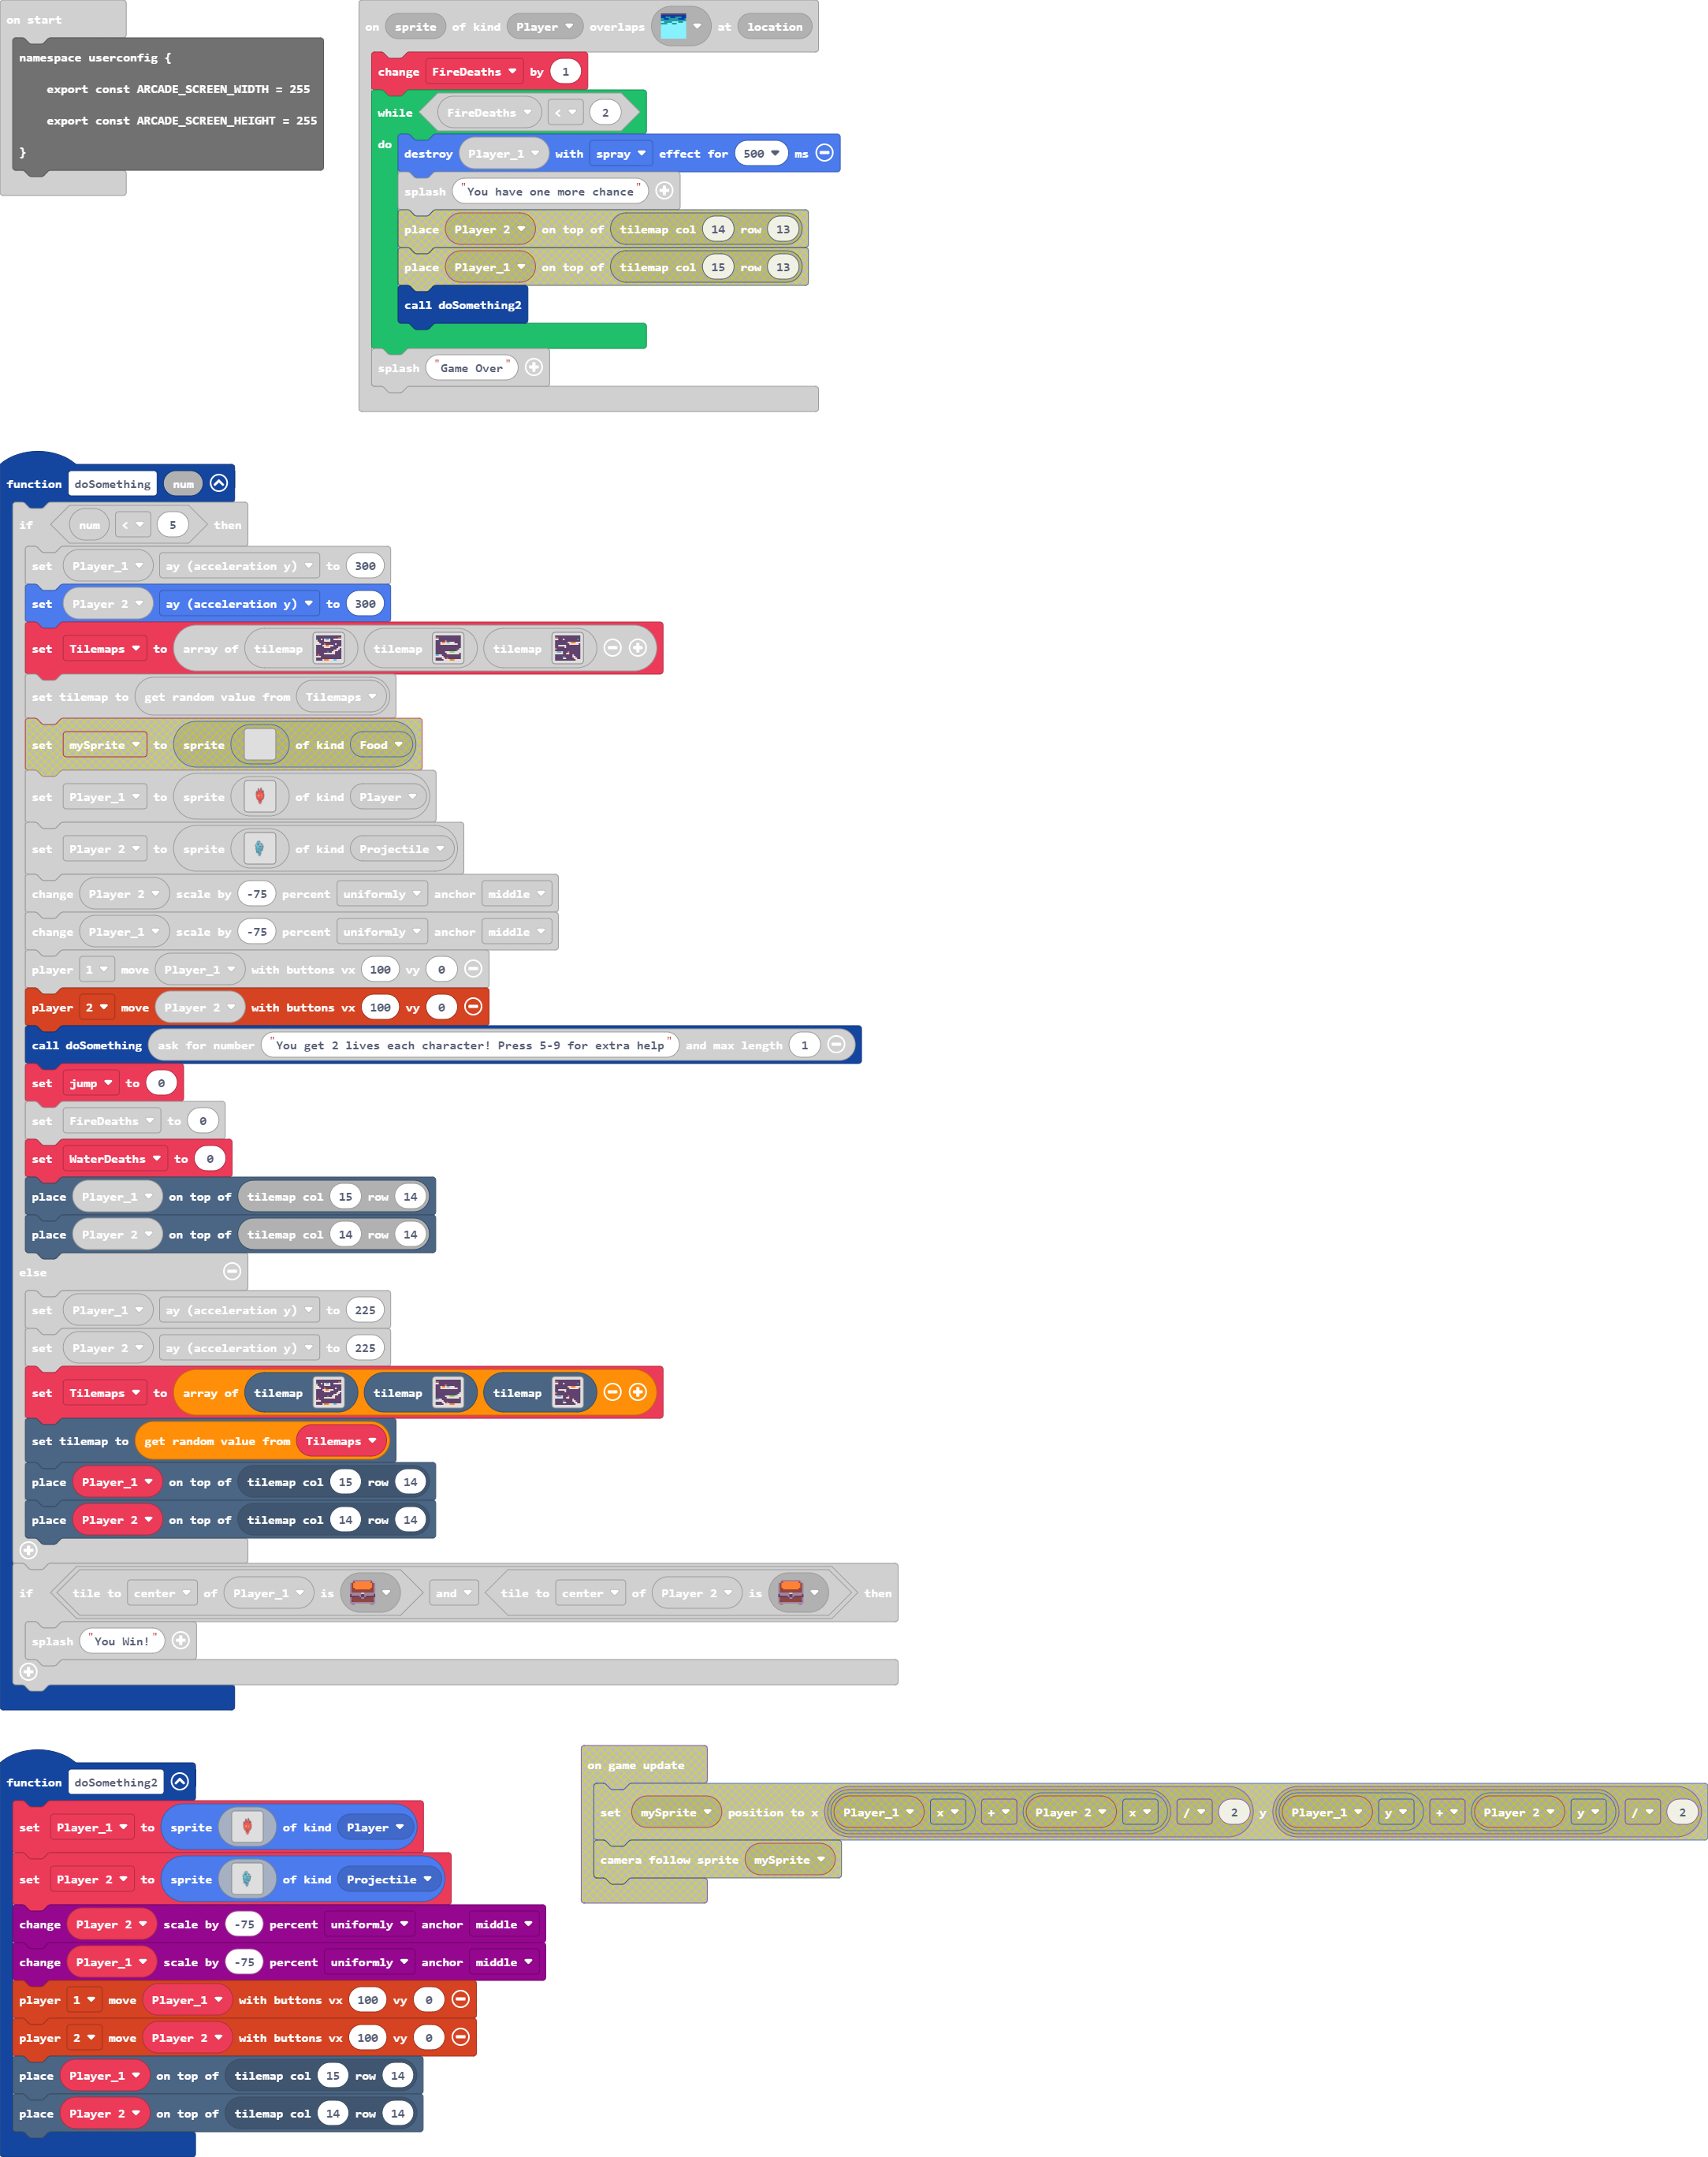 on start
namespace userconfig {
export const ARCADE_SCREEN_WIDTH = 255
export const ARCADE_SCREEN_HEIGHT = 255
}
on sprite of kind Player overlaps at location
change FireDeaths by 1
while FireDeaths < 2
do
destroy Player_1 with spray effect for 500 ms
splash "You have one more chance"
place Player 2 on top of tilemap col 14 row 13
place Player_1 on top of tilemap col 15 row 13
call doSomething2
splash "Game Over"
function doSomething num
if num < 5 then
set Player_1 ay (acceleration y) to 300
set Player 2 ay (acceleration y) to 300
set Tilemaps to array of tilemap tilemap tilemap
set tilemap to get random value from Tilemaps
set mySprite to sprite of kind Food
set Player_1 to sprite of kind Player
set Player 2 to sprite of kind Projectile
change Player 2 scale by -75 percent uniformly anchor middle
change Player_1 scale by -75 percent uniformly anchor middle
player 1 move Player_1 with buttons vx 100 vy 0
player 2 move Player 2 with buttons vx 100 vy 0
call doSomething ask for number "You get 2 lives each character! Press 5-9 for extra help" and max length 1
set jump to 0
set FireDeaths to 0
set WaterDeaths to 0
place Player_1 on top of tilemap col 15 row 14
place Player 2 on top of tilemap col 14 row 14
else
set Player_1 ay (acceleration y) to 225
set Player 2 ay (acceleration y) to 225
set Tilemaps to array of tilemap tilemap tilemap
set tilemap to get random value from Tilemaps
place Player_1 on top of tilemap col 15 row 14
place Player 2 on top of tilemap col 14 row 14
if tile to center of Player_1 is and tile to center of Player 2 is then
splash "You Win!"
function doSomething2
set Player_1 to sprite of kind Player
set Player 2 to sprite of kind Projectile
change Player 2 scale by -75 percent uniformly anchor middle
change Player_1 scale by -75 percent uniformly anchor middle
player 1 move Player_1 with buttons vx 100 vy 0
player 2 move Player 2 with buttons vx 100 vy 0
place Player_1 on top of tilemap col 15 row 14
place Player 2 on top of tilemap col 14 row 14
on game update
set mySprite position to x Player_1 x + Player 2 x / 2 y Player_1 y + Player 2 y / 2
camera follow sprite mySprite